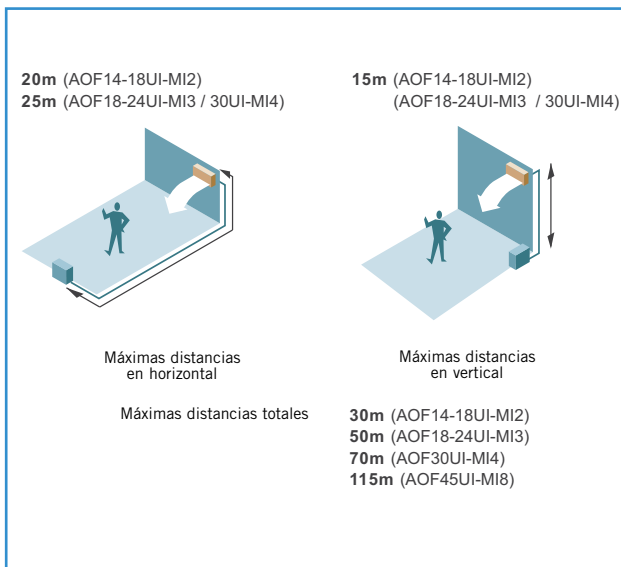 20m (AOF14-18UI-MI2)
25m (AOF18-24UI-MI3 / 30UI-MI4)
15m (AOF14-18UI-MI2)
(AOF18-24UI-MI3 / 30UI-MI4)
Máximas distancias
en horizontal
Máximas distancias
en vertical
Máximas distancias totales
30m (AOF14-18UI-MI2)
50m (AOF18-24UI-MI3)
70m (AOF30UI-MI4)
115m (AOF45UI-MI8)